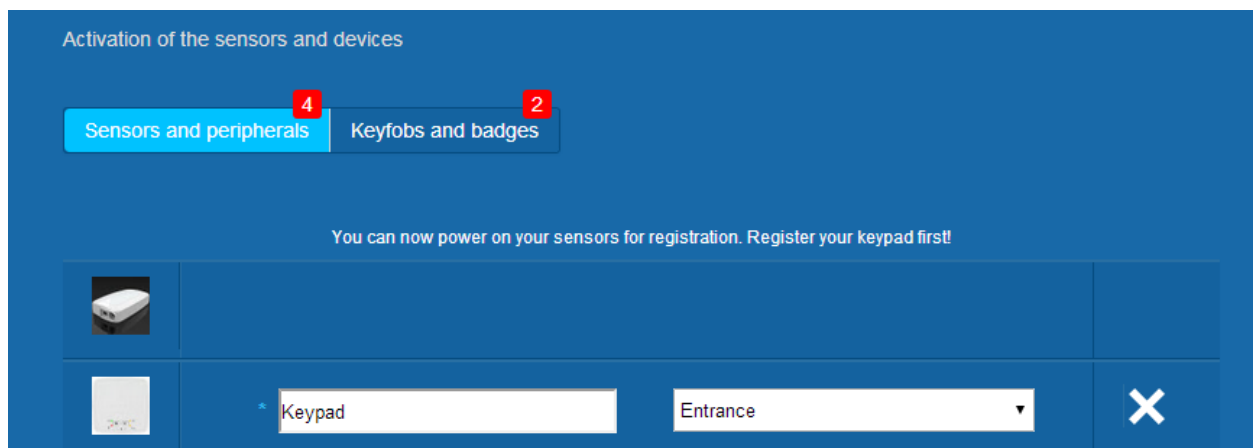 Activation of the sensors and devices
4
2
Sensors and peripherals
Keyfobs and badges
You can now power on your sensors for registration. Register your keypad first!
* Keypad
Entrance